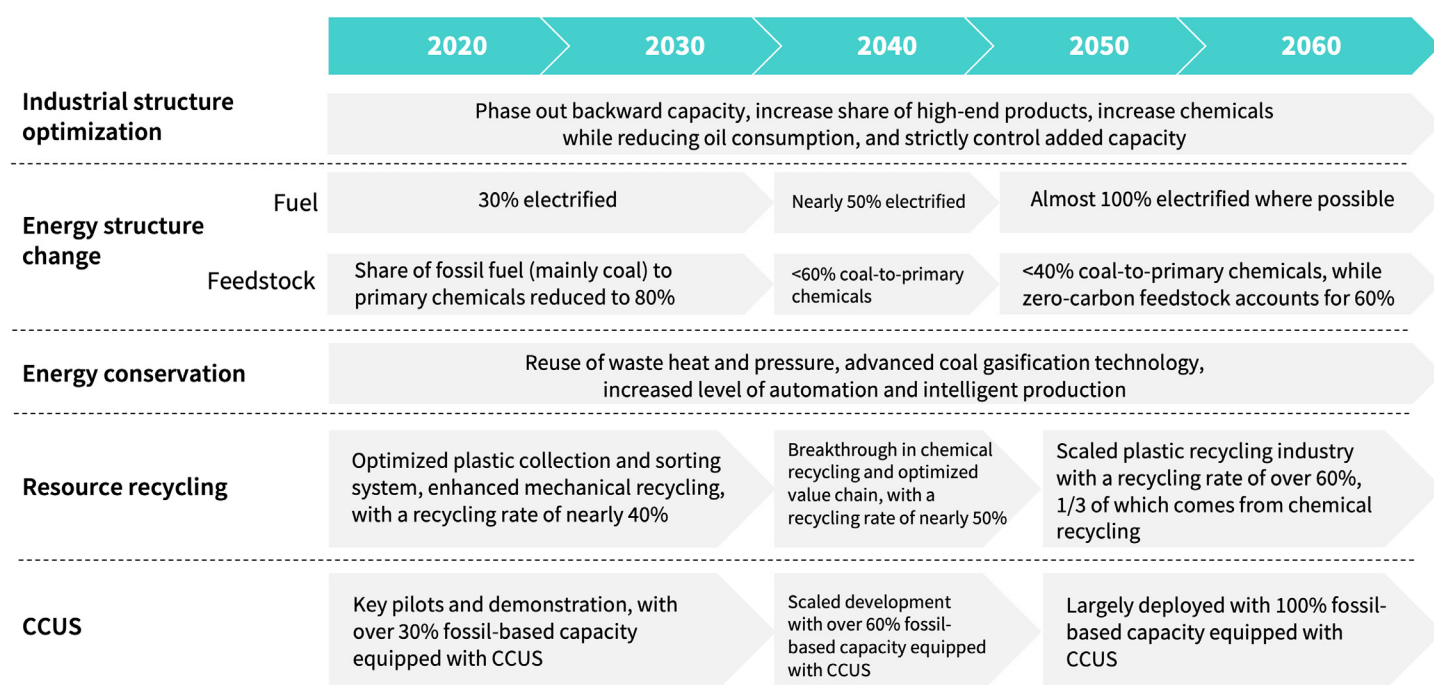 2020
2030
2040
2050
2060
Industrial structure
optimization
Phase out backward capacity, increase share of high-end products, increase chemicals
while reducing oil consumption, and strictly control added capacity
Energy structure
change
Fuel
30% electrified
Nearly 50% electrified
Almost 100% electrified where possible
Feedstock
Share of fossil fuel (mainly coal) to
primary chemicals reduced to 80%
<60% coal-to-primary
chemicals
<40% coal-to-primary chemicals, while
zero-carbon feedstock accounts for 60%
Energy conservation
Reuse of waste heat and pressure, advanced coal gasification technology,
increased level of automation and intelligent production
Resource recycling
Optimized plastic collection and sorting
system, enhanced mechanical recycling,
with a recycling rate of nearly 40%
Breakthrough in chemical
recycling and optimized
value chain, with a
recycling rate of nearly 50%
Scaled plastic recycling industry
with a recycling rate of over 60%,
1/3 of which comes from chemical
recycling
CCUS
Key pilots and demonstration, with
over 30% fossil-based capacity
equipped with CCUS
Scaled development
with over 60% fossil-
based capacity equipped
with CCUS
Largely deployed with 100% fossil-
based capacity equipped with
CCUS